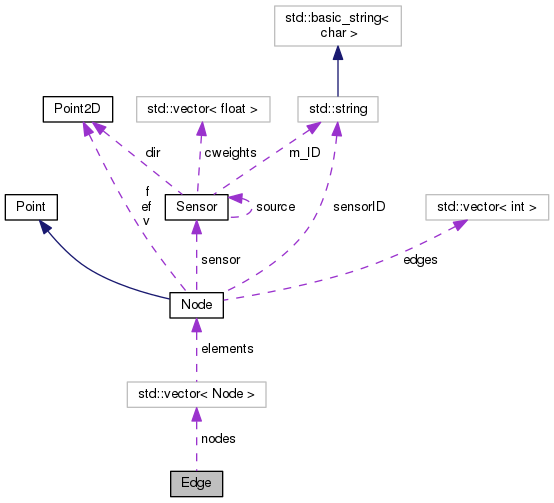 std::basic_string<
char >
Point2D
std::vector< float >
std::string
dir
cweights
m_ID
f
ef
v
Point
Sensor
source
sensorID
std::vector< int >
sensor
edges
Node
elements
std::vector< Node >
nodes
Edge